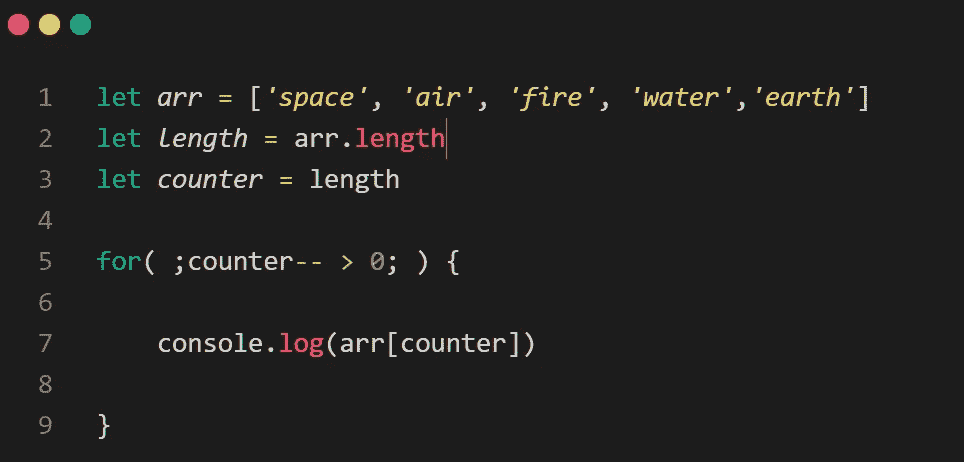 1 let arr = ['space', 'air', 'fire', 'water','earth']
2 let length = arr.length
3 let counter = length
4
5 for( ;counter-- > 0; ) {
6
7     console.log(arr[counter])
8
9 }